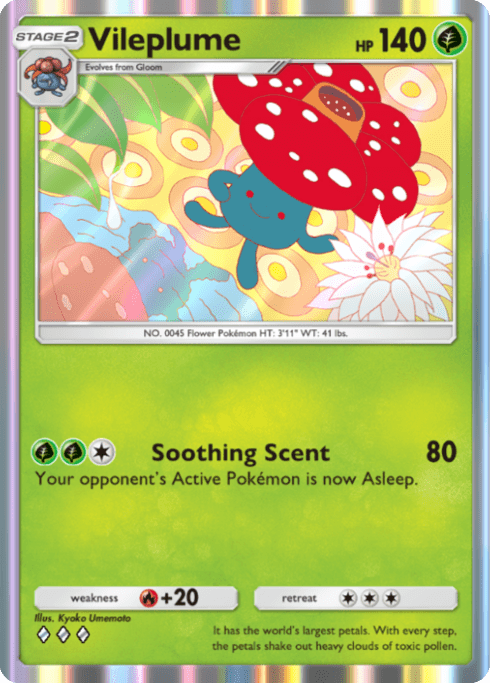 STAGE2
Vileplume
HP 140
Evolves from Gloom
NO. 0045 Flower Pokémon HT: 3'11" WT: 41 lbs.
Soothing Scent 80
Your opponent's Active Pokémon is now Asleep.
weakness +20 retreat
Illus. Kyoko Umemoto
It has the world's largest petals. With every step,
the petals shake out heavy clouds of toxic pollen.